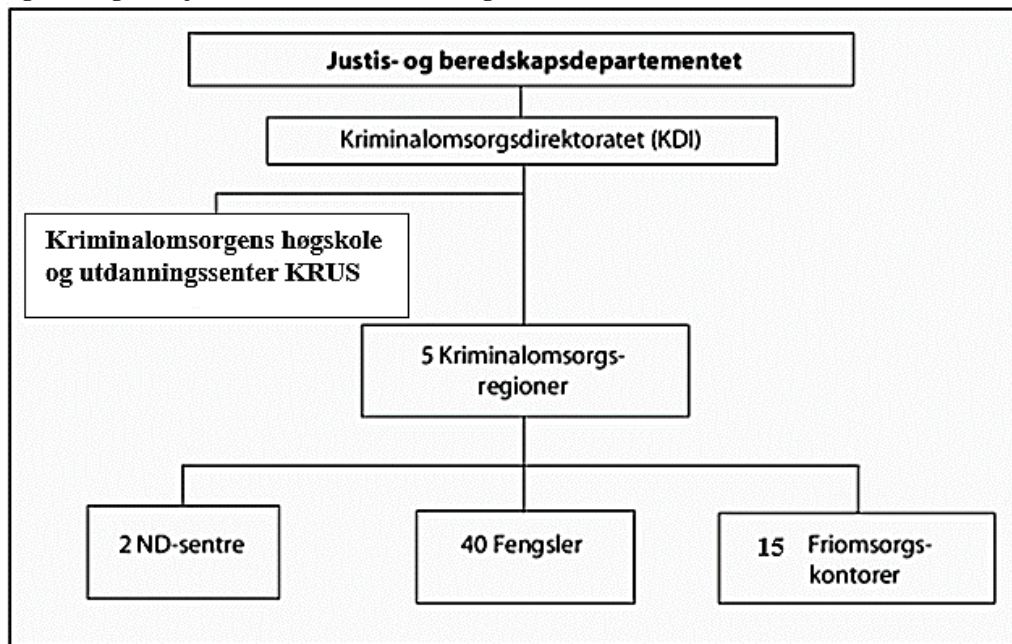 Justis- og beredskapsdepartementet
Kriminalomsorgsdirektoratet (KDI)
Kriminalomsorgens høgskole
og utdanningssenter KRUS
5 Kriminalomsorgs-
regioner
2 ND-sentre
40 Fengsler
15 Friomsorgs-
kontorer